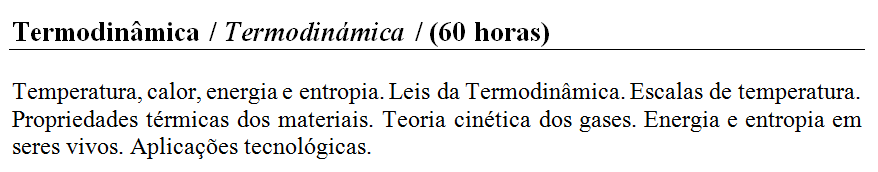 Termodinâmica / Termodinámica / (60 horas)
Temperatura, calor, energia e entropia. Leis da Termodinâmica. Escalas de temperatura.
Propriedades térmicas dos materiais. Teoria cinética dos gases. Energia e entropia em
seres vivos. Aplicações tecnológicas.